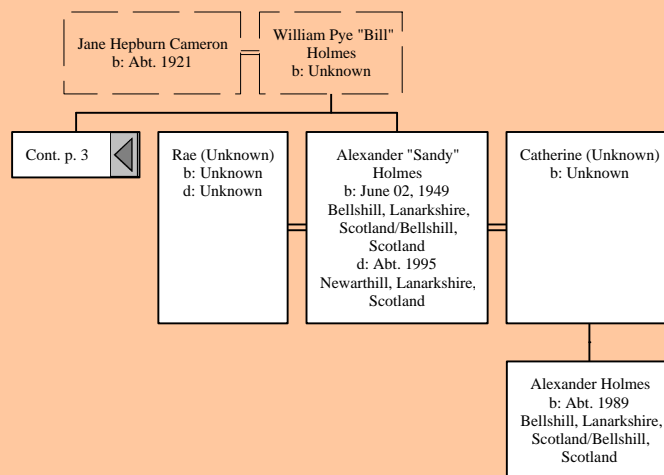 Jane Hepburn Cameron
b: Abt. 1921
William Pye "Bill"
Holmes
b: Unknown
Cont. p. 3
Rae (Unknown)
b: Unknown
d: Unknown
Alexander "Sandy"
Holmes
b: June 02, 1949
Bellshill, Lanarkshire,
Scotland/Bellshill,
Scotland
d: Abt. 1995
Newarthill, Lanarkshire,
Scotland
Catherine (Unknown)
b: Unknown
Alexander Holmes
b: Abt. 1989
Bellshill, Lanarkshire,
Scotland/Bellshill,
Scotland